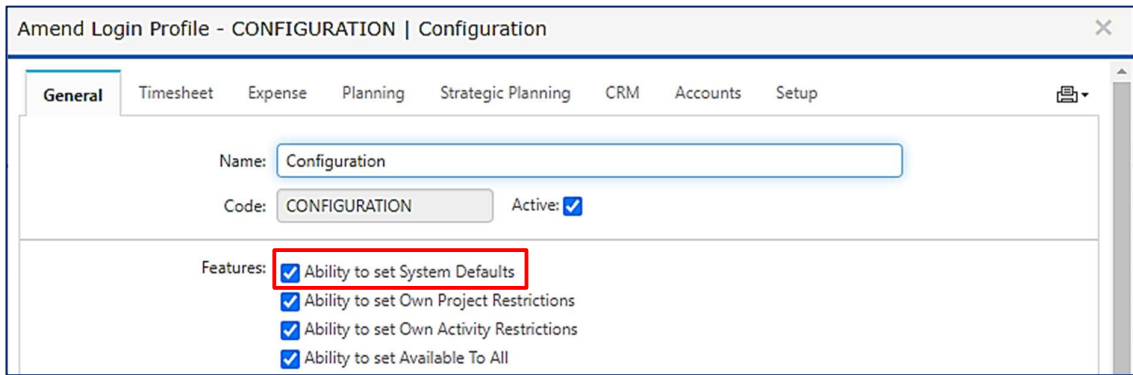 Amend Login Profile - CONFIGURATION | Configuration
General Timesheet Expense Planning Strategic Planning CRM Accounts Setup
Name: Configuration
Code: CONFIGURATION Active:
Features: Ability to set System Defaults
Ability to set Own Project Restrictions
Ability to set Own Activity Restrictions
Ability to set Available To All